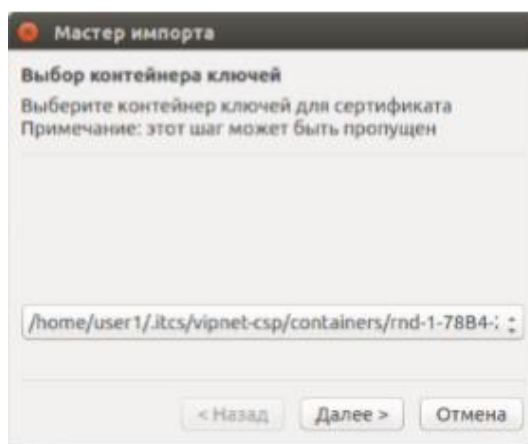 Мастер импорта
Выбор контейнера ключей
Выберите контейнер ключей для сертификата
Примечание: этот шаг может быть пропущен
/home/user1/.itcs/vipnet-csp/containers/rnd-1-78B4-
< Назад Далее > Отмена